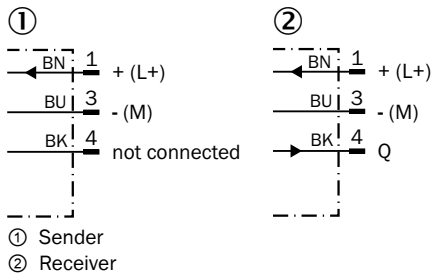 ① ②
BN 1 + (L+) BN 1 + (L+)
BU 3 - (M) BU 3 - (M)
BK 4 not connected BK 4 Q
① Sender
② Receiver